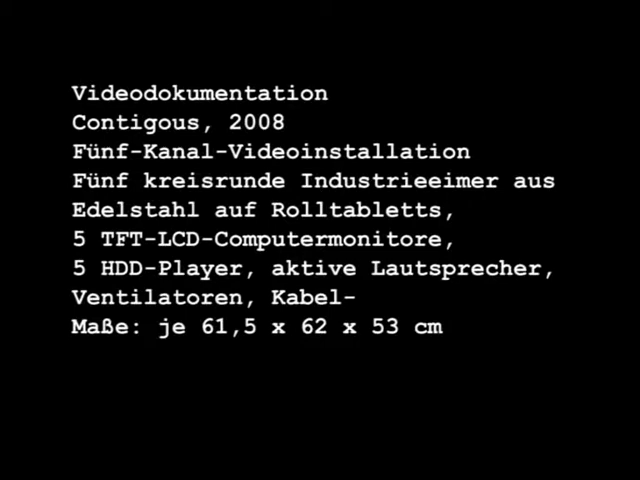 Videodokumentation
Contigous, 2008
Fünf-Kanal-Videoinstallation
Fünf kreisrunde Industrieeimer aus
Edelstahl auf Rolltabletts,
5 TFT-LCD-Computermonitore,
5 HDD-Player, aktive Lautsprecher,
Ventilatoren, Kabel-
Maße: je 61,5 x 62 x 53 cm